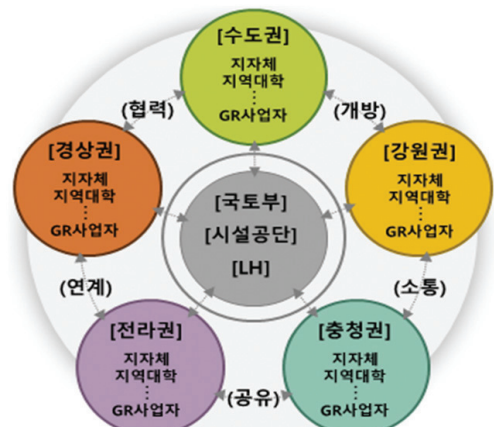 [수도권]
지자체
지역대학
⋮
GR사업자
(협력)
(개방)
[경상권]
지자체
지역대학
⋮
GR사업자
[강원권]
지자체
지역대학
⋮
GR사업자
[국토부]
[시설공단]
[LH]
(연계)
(소통)
[전라권]
지자체
지역대학
⋮
GR사업자
[충청권]
지자체
지역대학
⋮
GR사업자
(공유)